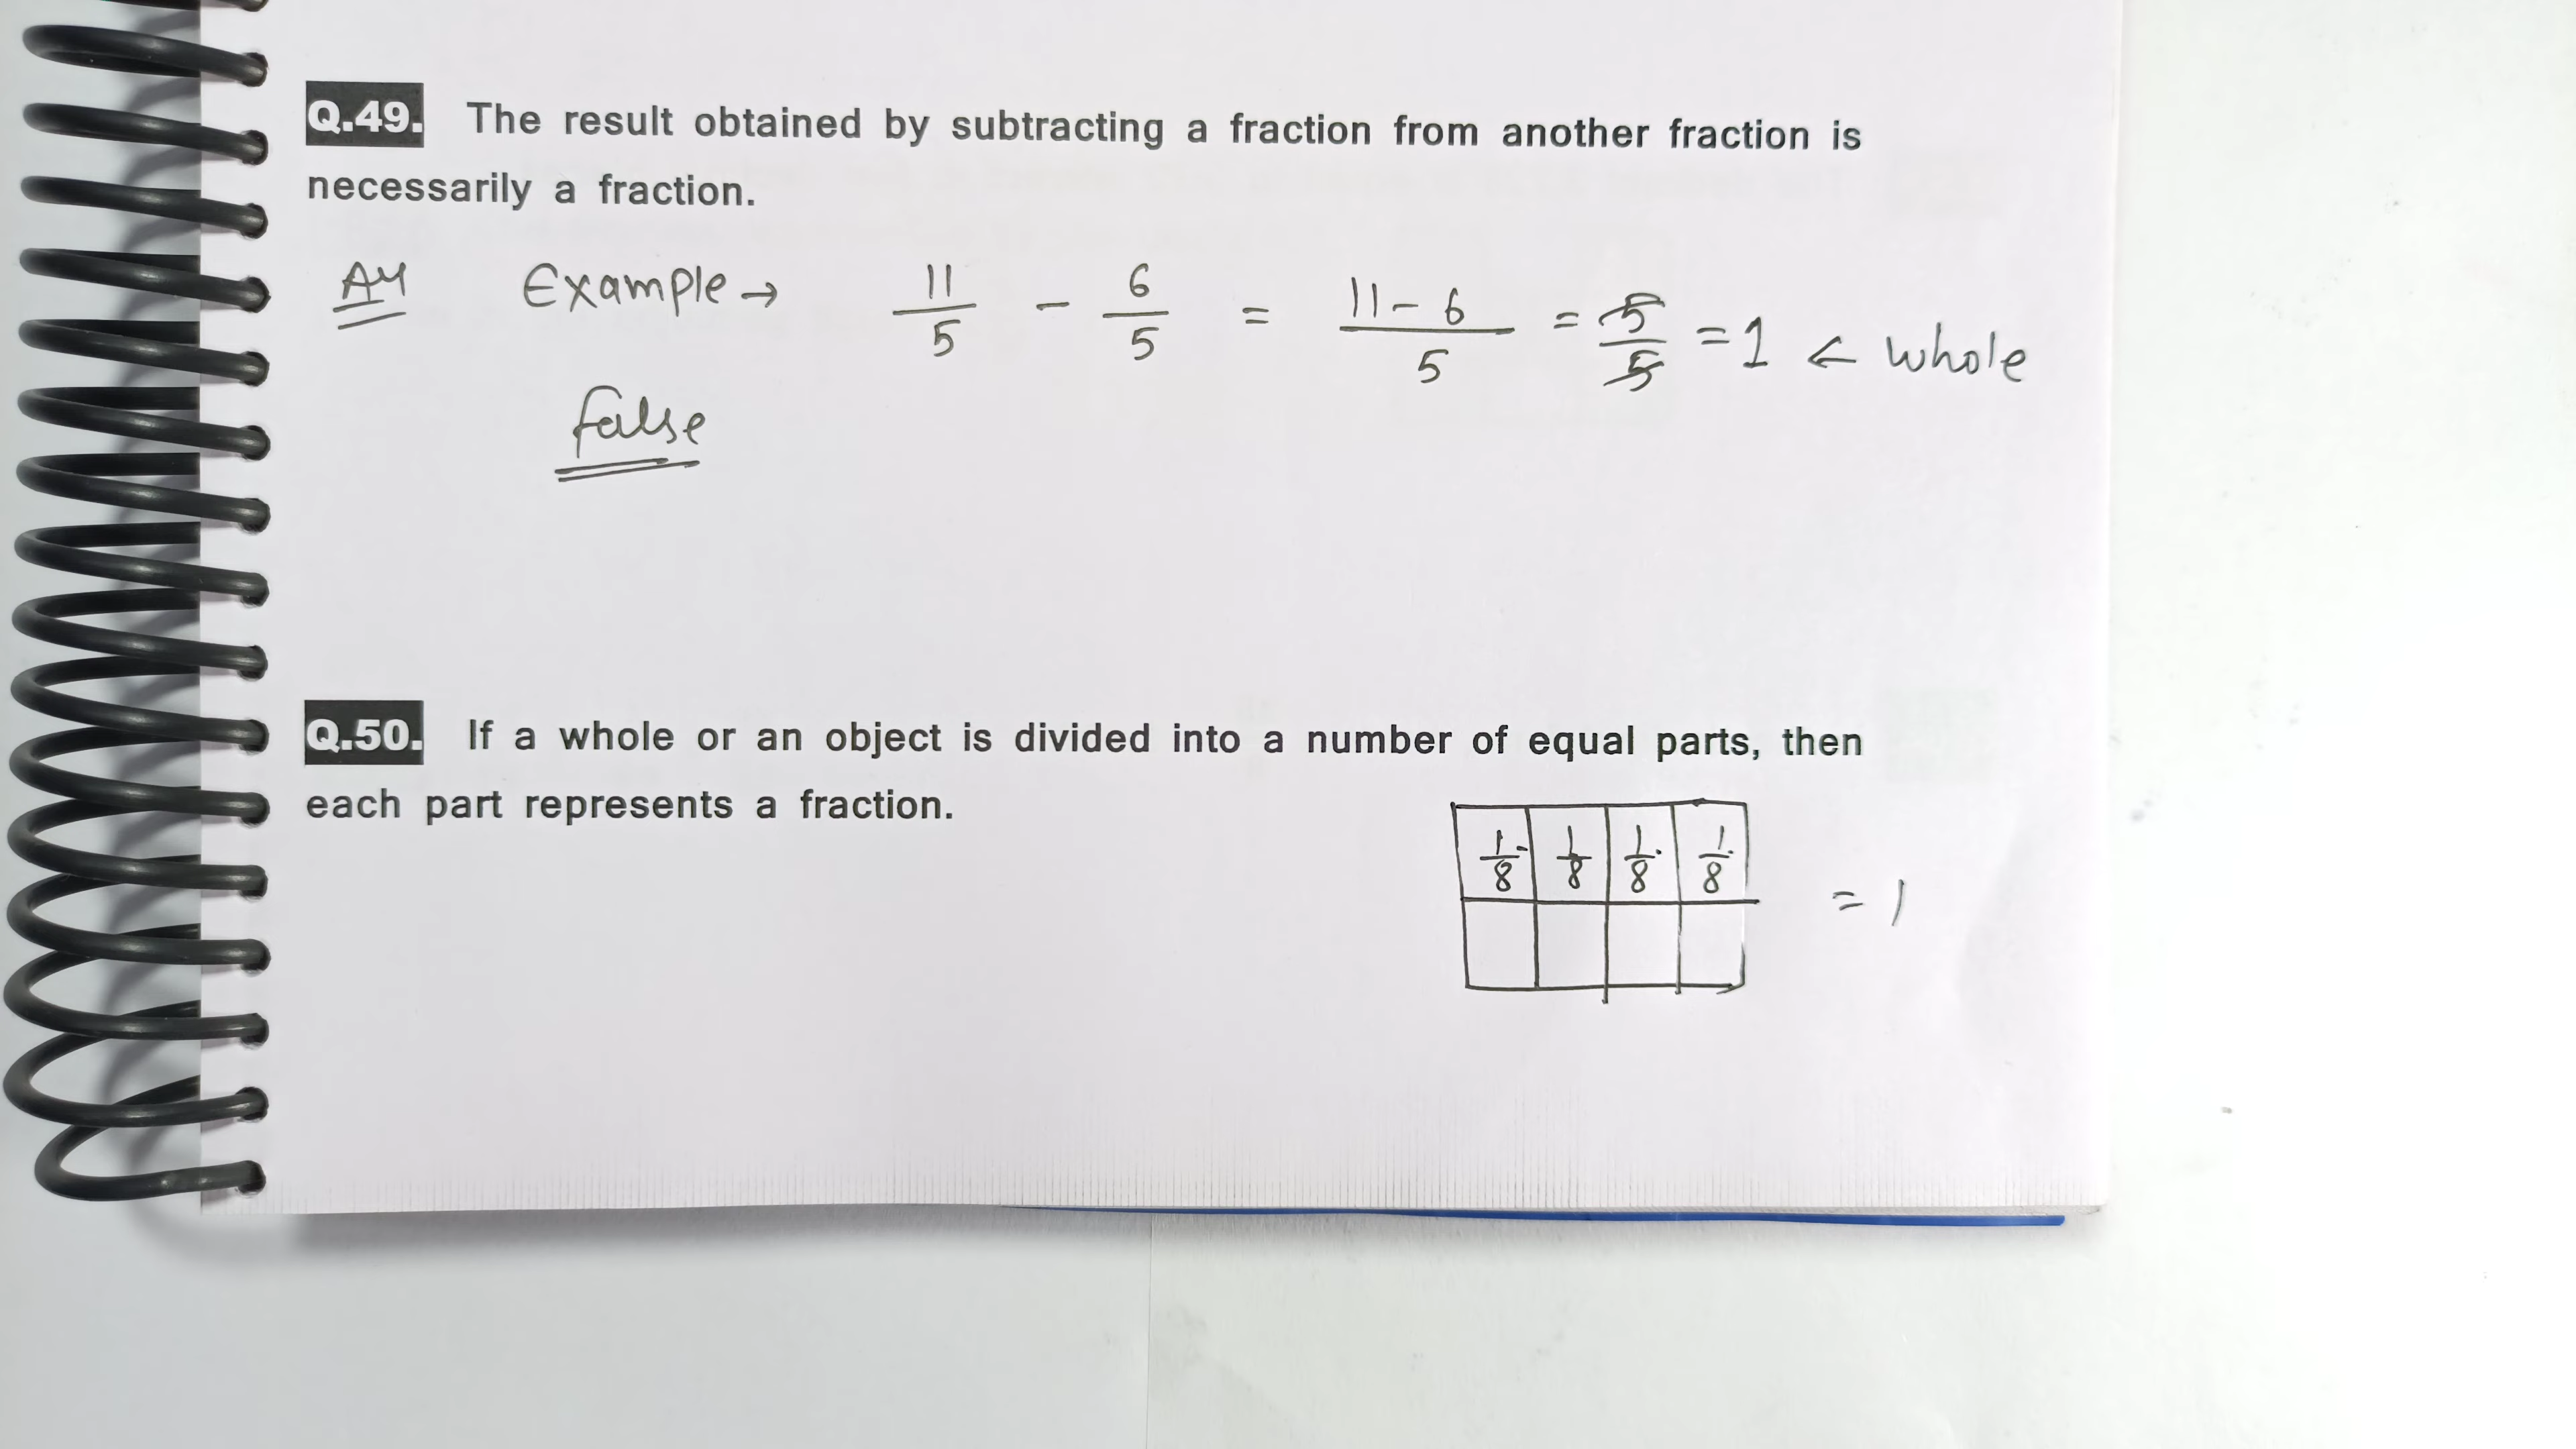 Q.49. The result obtained by subtracting a fraction from another fraction is
necessarily a fraction.
Example → 11/5 - 6/5 = 11-6/5 = 5/5 = 1 ← whole
false
Q.50. If a whole or an object is divided into a number of equal parts, then
each part represents a fraction.
1/8 1/8 1/8 1/8
= 1